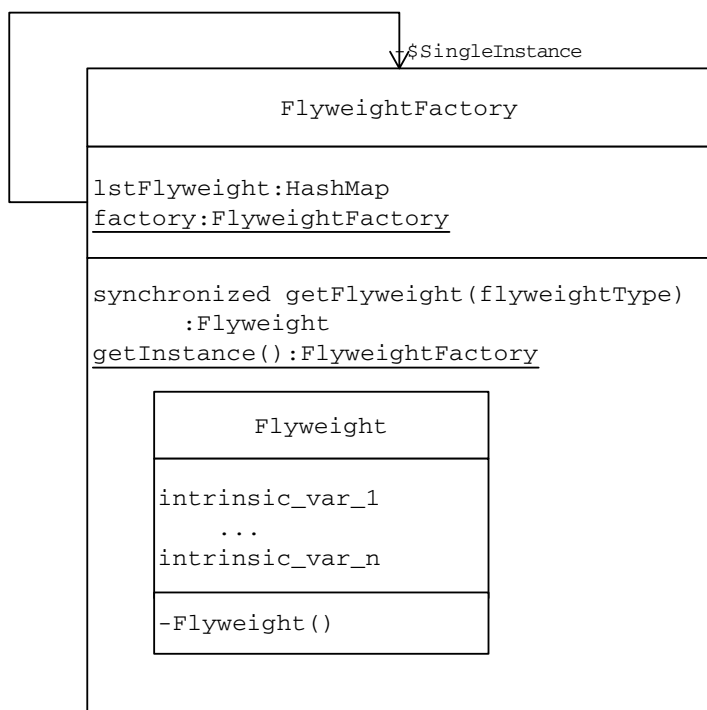 -$SingleInstance
FlyweightFactory
lstFlyweight:HashMap
factory:FlyweightFactory
synchronized getFlyweight(flyweightType)
:Flyweight
getInstance():FlyweightFactory
Flyweight
intrinsic_var_1
...
intrinsic_var_n
-Flyweight()